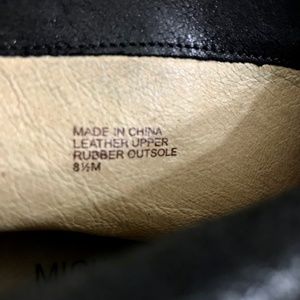 MADE IN CHINA
LEATHER UPPER
RUBBER OUTSOLE
8½M